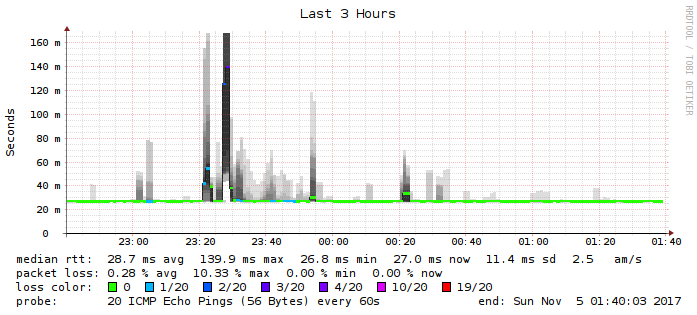 Last 3 Hours
RRDTOOL / TOBI OETIKER
Seconds
160 m
140 m
120 m
100 m
80 m
60 m
40 m
20 m
0
23:00 23:20 23:40 00:00 00:20 00:40 01:00 01:20 01:40
median rtt: 28.7 ms avg 139.9 ms max 26.8 ms min 27.0 ms now 11.4 ms sd 2.5 am/s
packet loss: 0.28 % avg 10.33 % max 0.00 % min 0.00 % now
loss color: 0 1/20 2/20 3/20 4/20 10/20 19/20
probe: 20 ICMP Echo Pings (56 Bytes) every 60s end: Sun Nov 5 01:40:03 2017